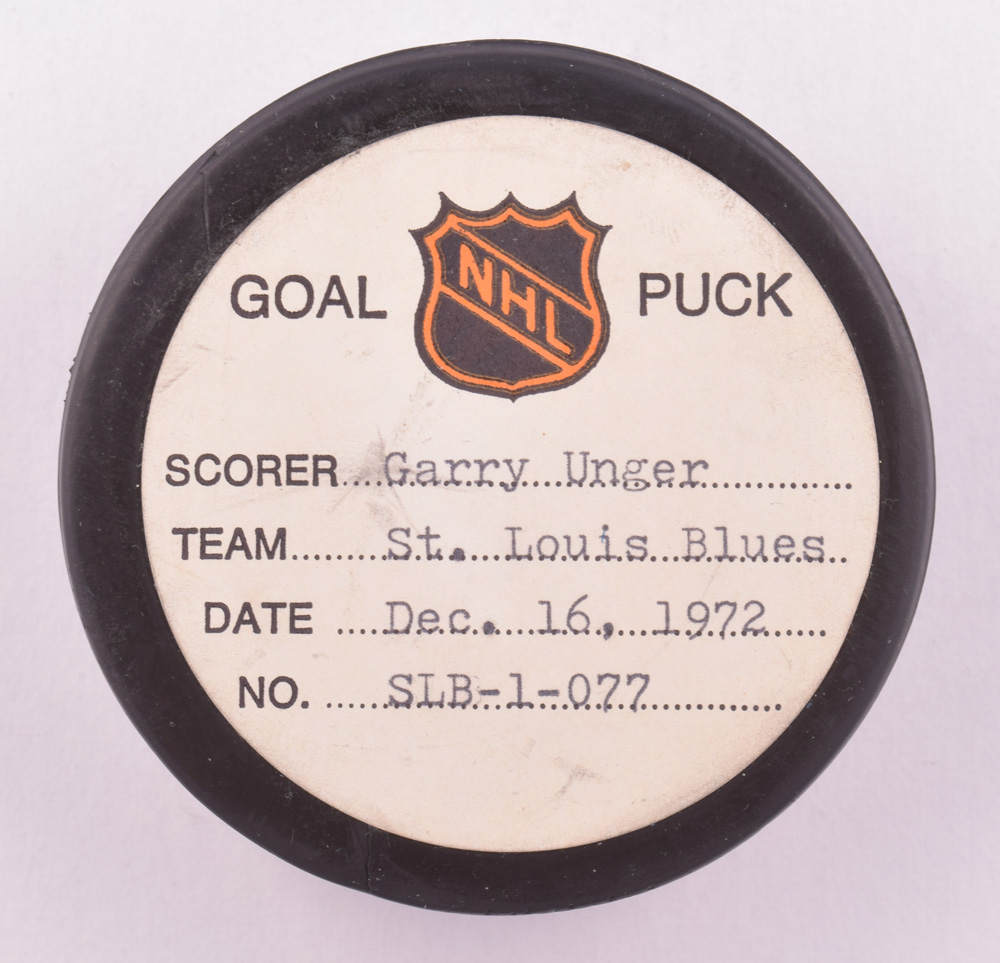 GOAL NHL PUCK
SCORER....Garry Unger..............
TEAM........St. Louis Blues..
DATE ....Dec. 16, 1972......
NO. .....SLB-1-077.............